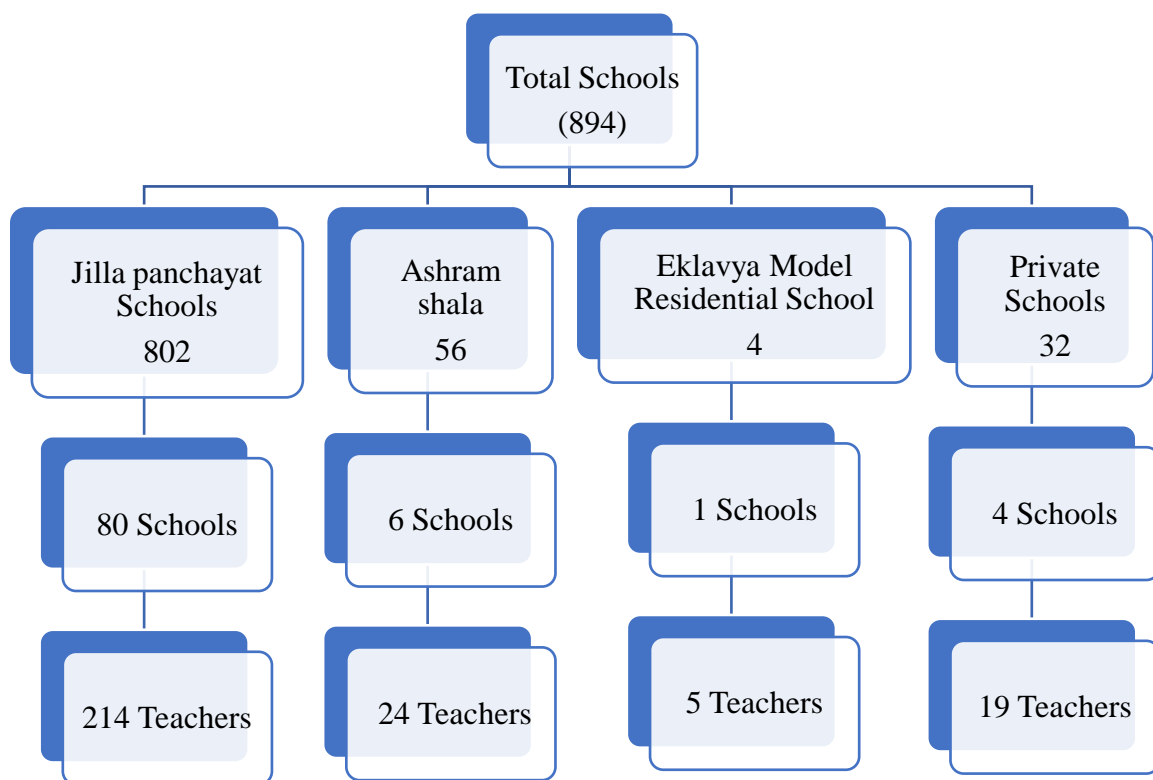 Total Schools
(894)
Jilla panchayat
Schools
802
Ashram
shala
56
Eklavya Model
Residential School
4
Private
Schools
32
80 Schools
6 Schools
1 Schools
4 Schools
214 Teachers
24 Teachers
5 Teachers
19 Teachers